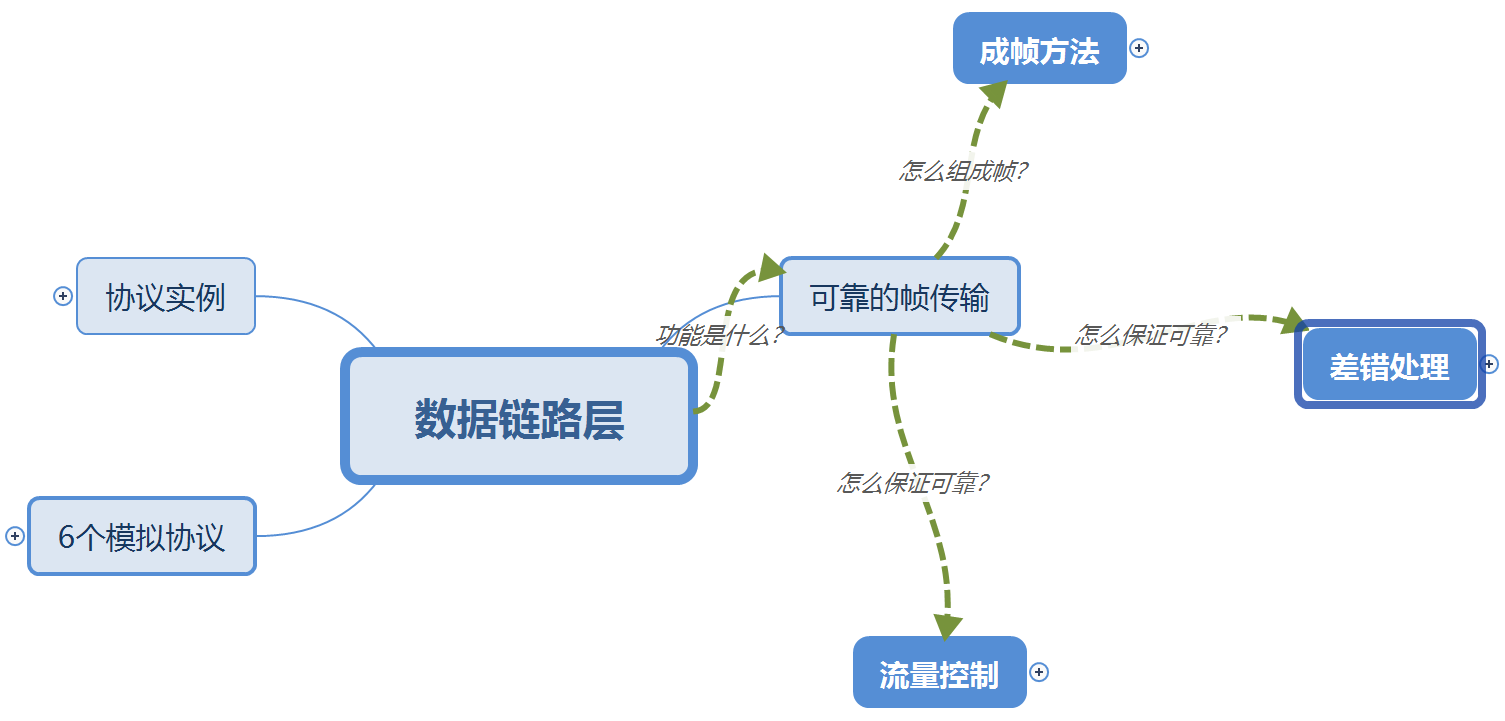 成帧方法
怎么组成帧?
协议实例
可靠的帧传输
功能是什么?
怎么保证可靠?
差错处理
数据链路层
怎么保证可靠?
6个模拟协议
流量控制